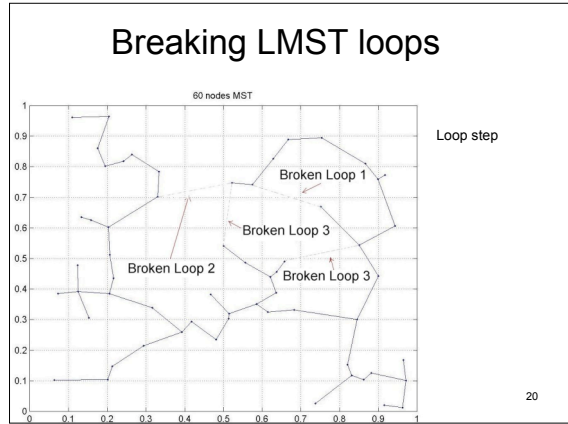 Breaking LMST loops
60 nodes MST
Loop step
1
0.9
0.8
0.7
0.6
0.5
0.4
0.3
0.2
0.1
0
Broken Loop 1
Broken Loop 3
Broken Loop 2
Broken Loop 3
0 0.1 0.2 0.3 0.4 0.5 0.6 0.7 0.8 0.9 1
20